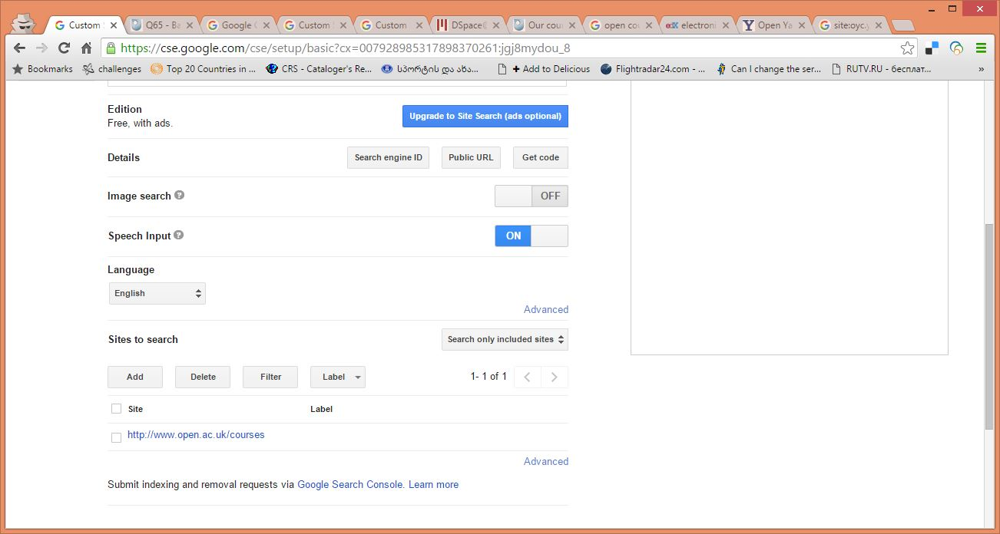 Custom Q65 - Ba Google Custom Custom DSpace@ Our cou open cou edX electroni Open Ya site:oyc.y
https://cse.google.com/cse/setup/basic?cx=007928985317898370261:jgj8mydou_8
Bookmarks challenges Top 20 Countries in ... CRS - Cataloger's Re... სპორტის და ახა... + Add to Delicious Flightradar24.com - ... Can I change the ser... RUTV.RU - бесплат... »
Edition
Free, with ads.
Upgrade to Site Search (ads optional)
Details Search engine ID Public URL Get code
Image search ? OFF
Speech Input ? ON
Language
English
Advanced
Sites to search Search only included sites
Add Delete Filter Label 1- 1 of 1
Site Label
http://www.open.ac.uk/courses
Advanced
Submit indexing and removal requests via Google Search Console. Learn more